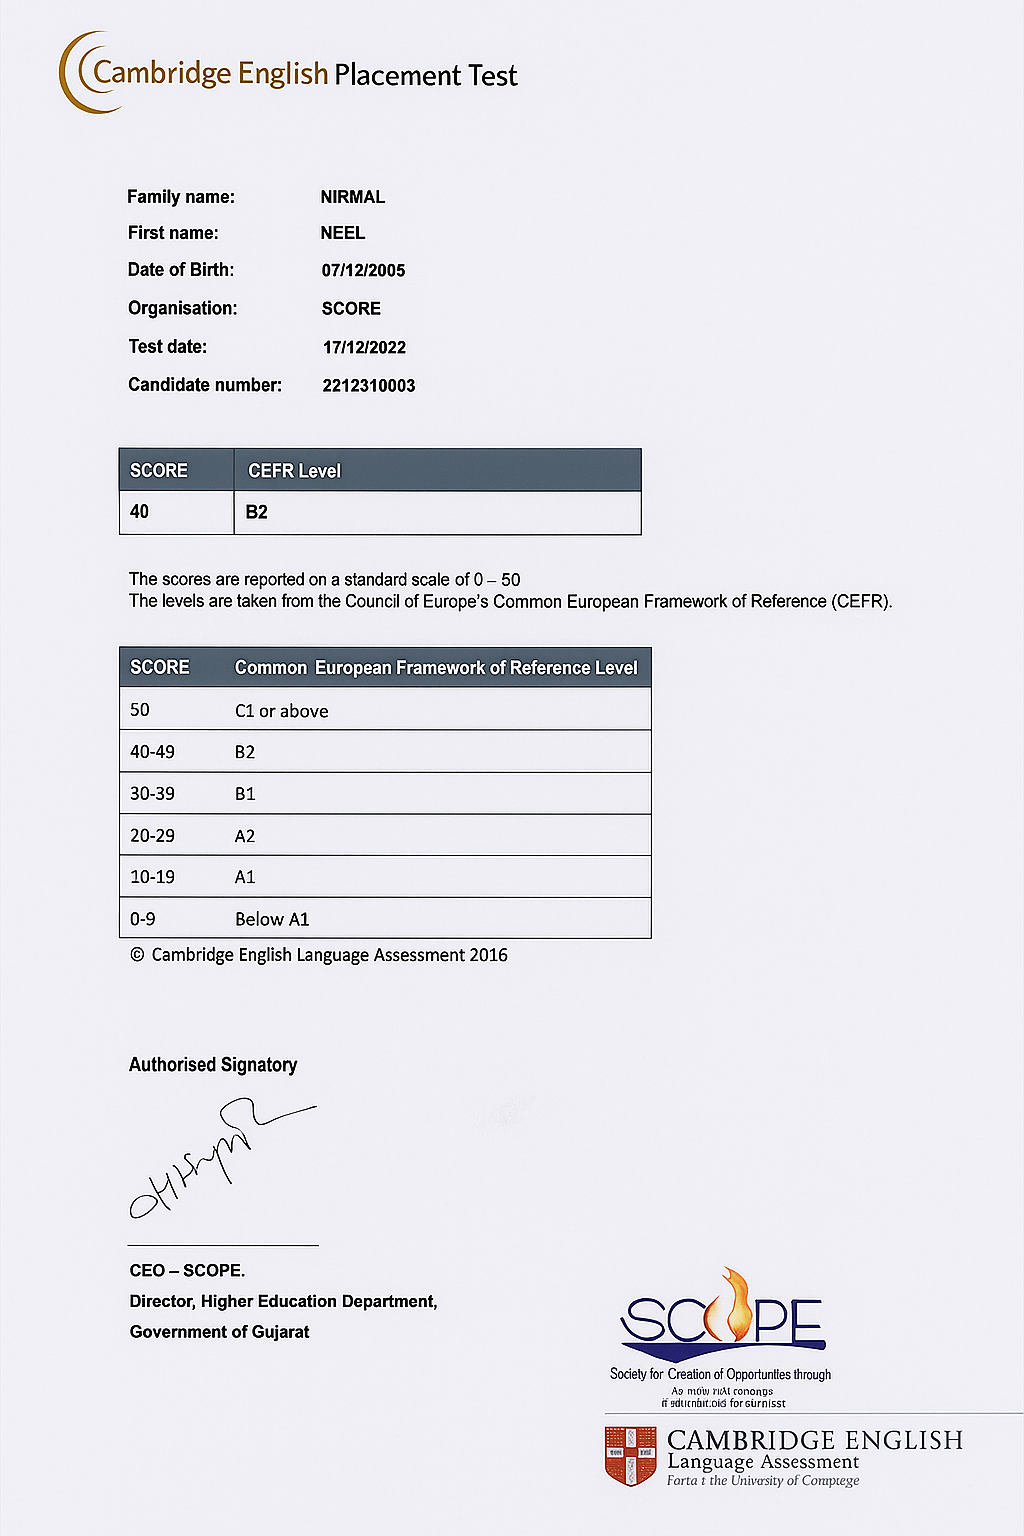 Cambridge English Placement Test
Family name: NIRMAL
First name: NEEL
Date of Birth: 07/12/2005
Organisation: SCORE
Test date: 17/12/2022
Candidate number: 2212310003
SCORE CEFR Level
40 B2
The scores are reported on a standard scale of 0 – 50
The levels are taken from the Council of Europe's Common European Framework of Reference (CEFR).
SCORE Common European Framework of Reference Level
50 C1 or above
40-49 B2
30-39 B1
20-29 A2
10-19 A1
0-9 Below A1
© Cambridge English Language Assessment 2016
Authorised Signatory
CEO – SCOPE.
Director, Higher Education Department,
Government of Gujarat
SCOPE
Society for Creation of Opportunities through
for
CAMBRIDGE ENGLISH
Language Assessment
the University of